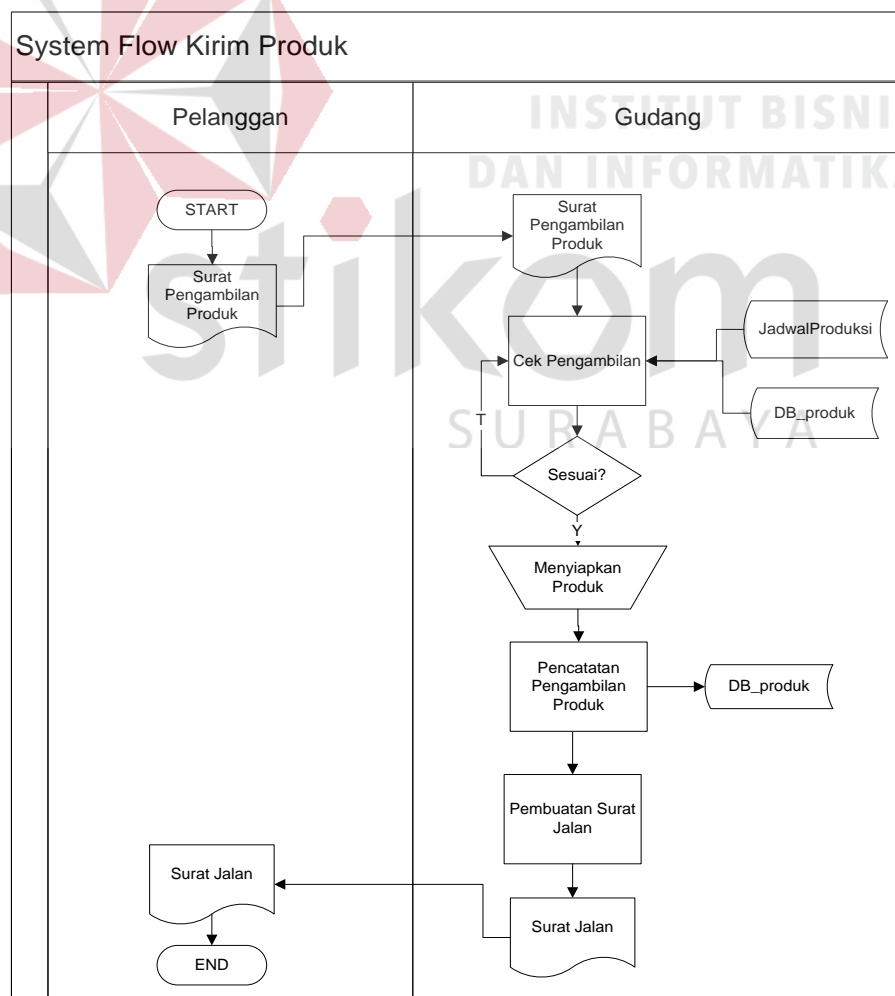 System Flow Kirim Produk
Pelanggan
Gudang
INSTITUT BISNI
DAN INFORMATIKA
stikom
SURABAYA
START
Surat
Pengambilan
Produk
Surat
Pengambilan
Produk
Cek Pengambilan
JadwalProduksi
DB_produk
T
Sesuai?
Y
Menyiapkan
Produk
Pencatatan
Pengambilan
Produk
DB_produk
Pembuatan Surat
Jalan
Surat Jalan
Surat Jalan
END